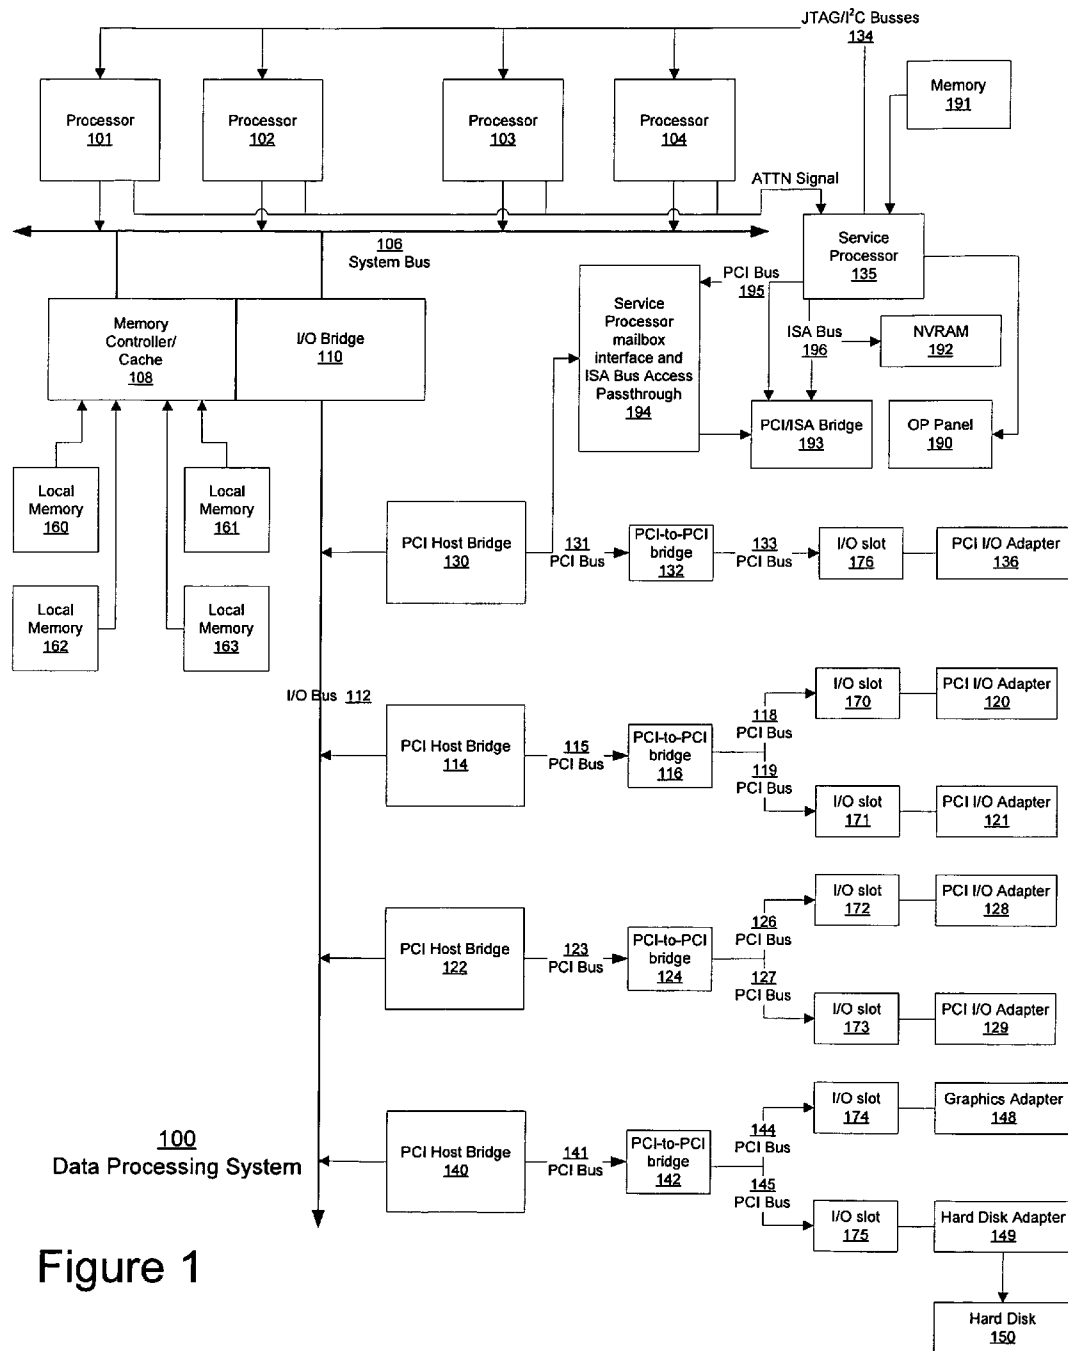 JTAG/I²C Busses
134
Processor
101
Processor
102
Processor
103
Processor
104
Memory
191
ATTN Signal
106
System Bus
Service
Processor
135
PCI Bus
195
Service
Processor
mailbox
interface and
ISA Bus Access
Passthrough
194
ISA Bus
196
NVRAM
192
PCI/ISA Bridge
193
OP Panel
190
Memory
Controller/
Cache
108
I/O Bridge
110
Local
Memory
160
Local
Memory
161
Local
Memory
162
Local
Memory
163
PCI Host Bridge
130
131
PCI Bus
PCI-to-PCI
bridge
132
133
PCI Bus
I/O slot
176
PCI I/O Adapter
136
I/O Bus 112
PCI Host Bridge
114
115
PCI Bus
PCI-to-PCI
bridge
116
118
PCI Bus
119
PCI Bus
I/O slot
170
PCI I/O Adapter
120
I/O slot
171
PCI I/O Adapter
121
PCI Host Bridge
122
123
PCI Bus
PCI-to-PCI
bridge
124
126
PCI Bus
127
PCI Bus
I/O slot
172
PCI I/O Adapter
128
I/O slot
173
PCI I/O Adapter
129
100
Data Processing System
PCI Host Bridge
140
141
PCI Bus
PCI-to-PCI
bridge
142
144
PCI Bus
145
PCI Bus
I/O slot
174
Graphics Adapter
148
I/O slot
175
Hard Disk Adapter
149
Hard Disk
150
Figure 1